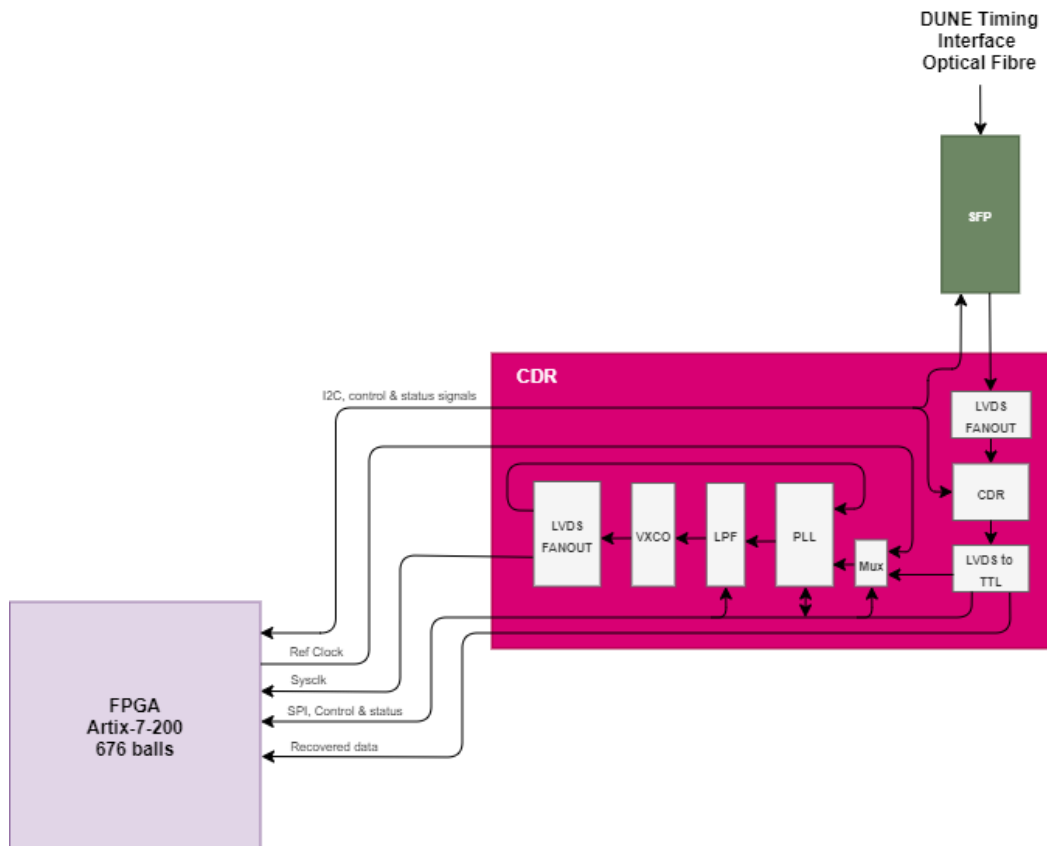 DUNE Timing
Interface
Optical Fibre
SFP
CDR
I2C, control & status signals
LVDS
FANOUT
CDR
LVDS to
TTL
LVDS
FANOUT
VXCO
LPF
PLL
Mux
Ref Clock
Sysclk
SPI, Control & status
Recovered data
FPGA
Artix-7-200
676 balls